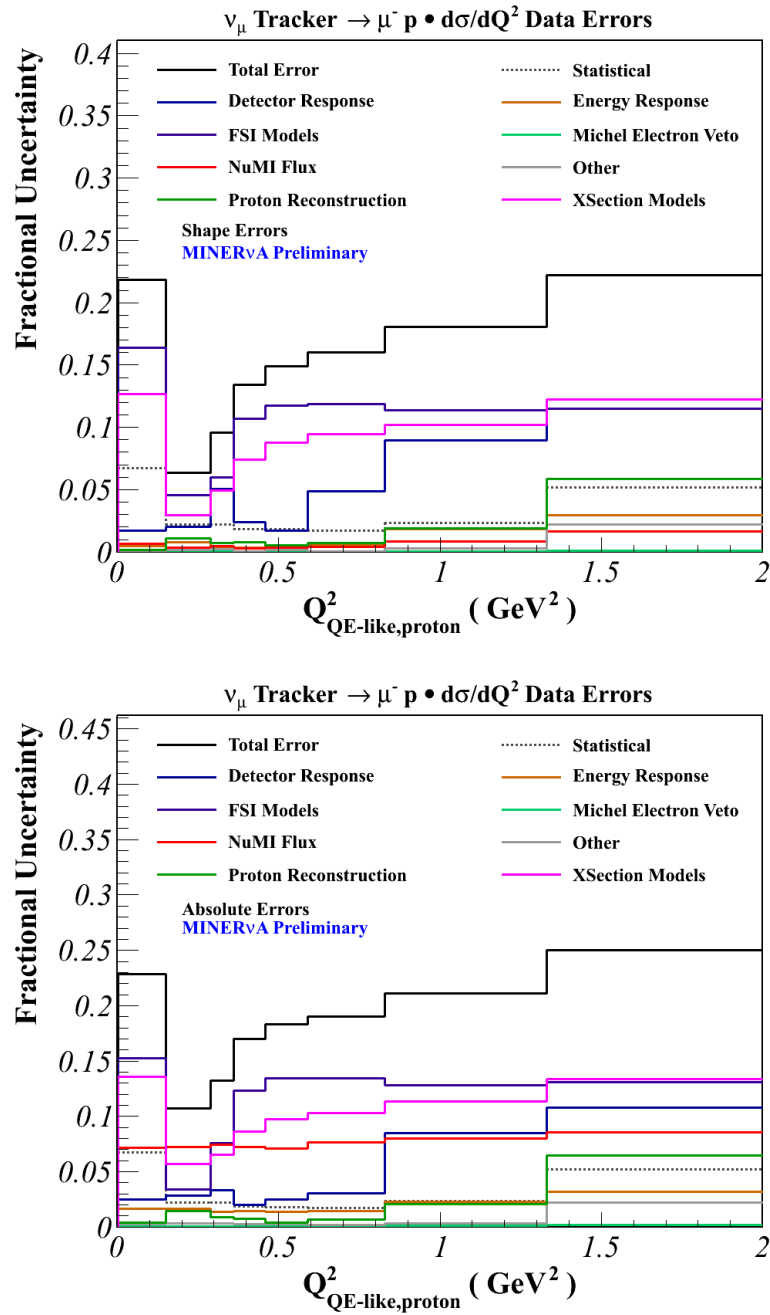 ν_μ Tracker → μ⁻ p • dσ/dQ² Data Errors
Fractional Uncertainty
0.4
0.35
0.3
0.25
0.2
0.15
0.1
0.05
0
Total Error
Detector Response
FSI Models
NuMI Flux
Proton Reconstruction
Statistical
Energy Response
Michel Electron Veto
Other
XSection Models
Shape Errors
MINERνA Preliminary
0 0.5 1 1.5 2
Q²_QE-like,proton ( GeV² )
ν_μ Tracker → μ⁻ p • dσ/dQ² Data Errors
Fractional Uncertainty
0.45
0.4
0.35
0.3
0.25
0.2
0.15
0.1
0.05
0
Total Error
Detector Response
FSI Models
NuMI Flux
Proton Reconstruction
Statistical
Energy Response
Michel Electron Veto
Other
XSection Models
Absolute Errors
MINERνA Preliminary
0 0.5 1 1.5 2
Q²_QE-like,proton ( GeV² )